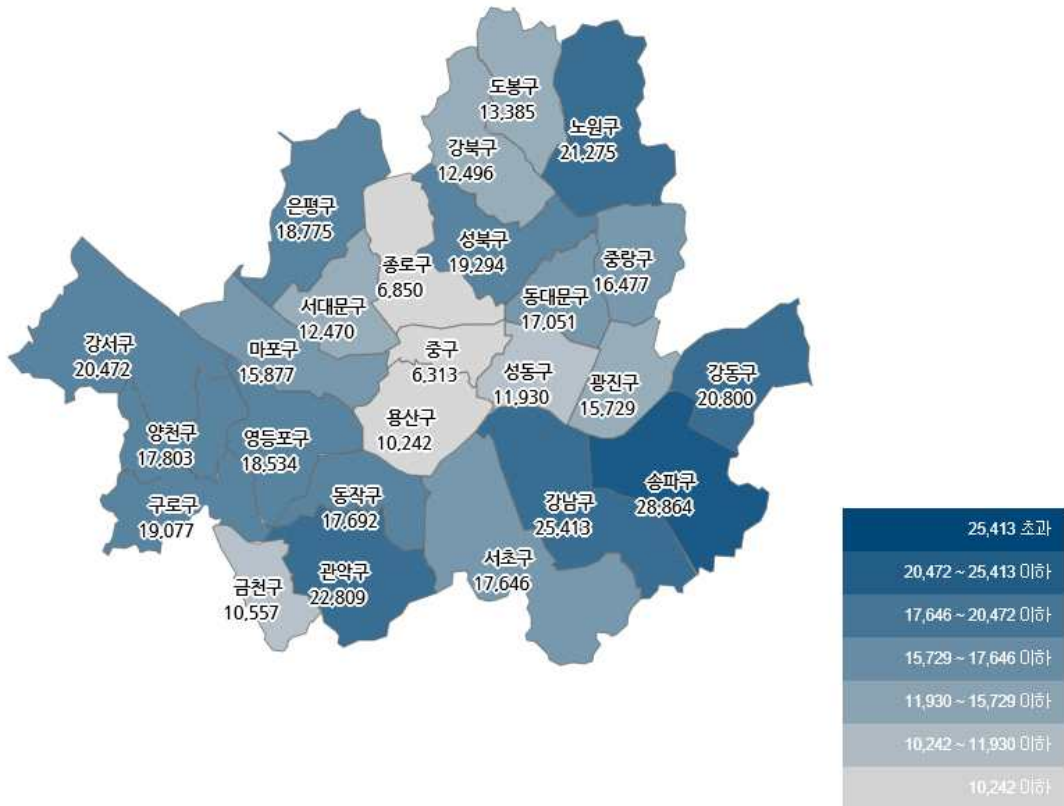 도봉구
13,385
노원구
21,275
강북구
12,496
은평구
18,775
성북구
19,294
종로구
6,850
중랑구
16,477
동대문구
17,051
서대문구
12,470
강서구
20,472
마포구
15,877
중구
6,313
성동구
11,930
광진구
15,729
강동구
20,800
용산구
10,242
양천구
17,803
영등포구
18,534
구로구
19,077
동작구
17,692
강남구
25,413
송파구
28,864
서초구
17,646
관악구
22,809
금천구
10,557
25,413 초과
20,472 ~ 25,413 이하
17,646 ~ 20,472 이하
15,729 ~ 17,646 이하
11,930 ~ 15,729 이하
10,242 ~ 11,930 이하
10,242 이하